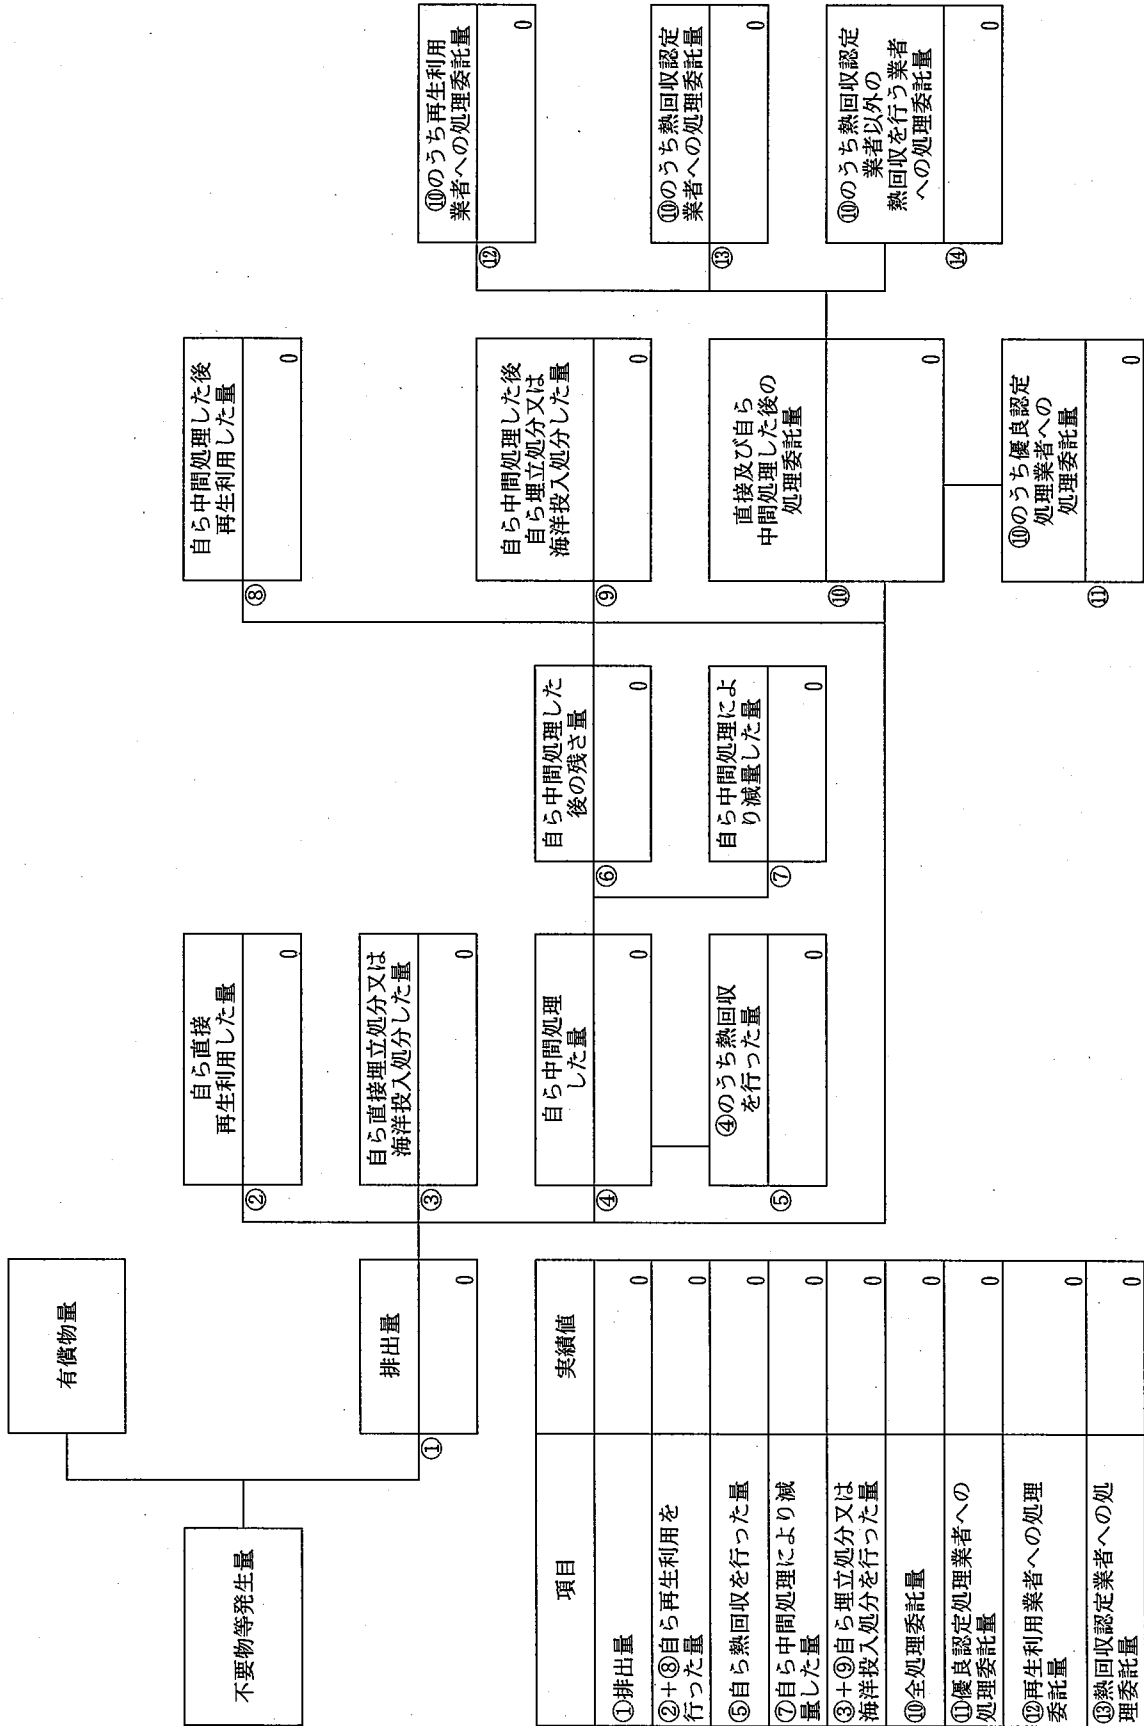 不要物等発生量
有償物量
①
排出量
0
②
自ら直接
再生利用した量
0
③
自ら直接埋立処分又は
海洋投入処分した量
0
④
自ら中間処理
した量
0
⑤
④のうち熱回収
を行った量
0
⑥
自ら中間処理した
後の残さ量
0
⑦
自ら中間処理によ
り減量した量
0
⑧
自ら中間処理した後
再生利用した量
0
⑨
自ら中間処理した後
自ら埋立処分又は
海洋投入処分した量
0
⑩
直接及び自ら
中間処理した後の
処理委託量
0
⑪
⑩のうち優良認定
処理業者への
処理委託量
0
⑫
⑩のうち再生利用
業者への処理委託量
0
⑬
⑩のうち熱回収認定
業者への処理委託量
0
⑭
⑩のうち熱回収認定
業者以外の
熱回収を行う業者
への処理委託量
0
項目 実績値
①排出量 0
②+⑧自ら再生利用を
行った量 0
⑤自ら熱回収を行った量 0
⑦自ら中間処理により減
量した量 0
③+⑨自ら埋立処分又は
海洋投入処分を行った量 0
⑩全処理委託量 0
⑪優良認定処理業者への
処理委託量 0
⑫再生利用業者への処理
委託量 0
⑬熱回収認定業者への処
理委託量 0